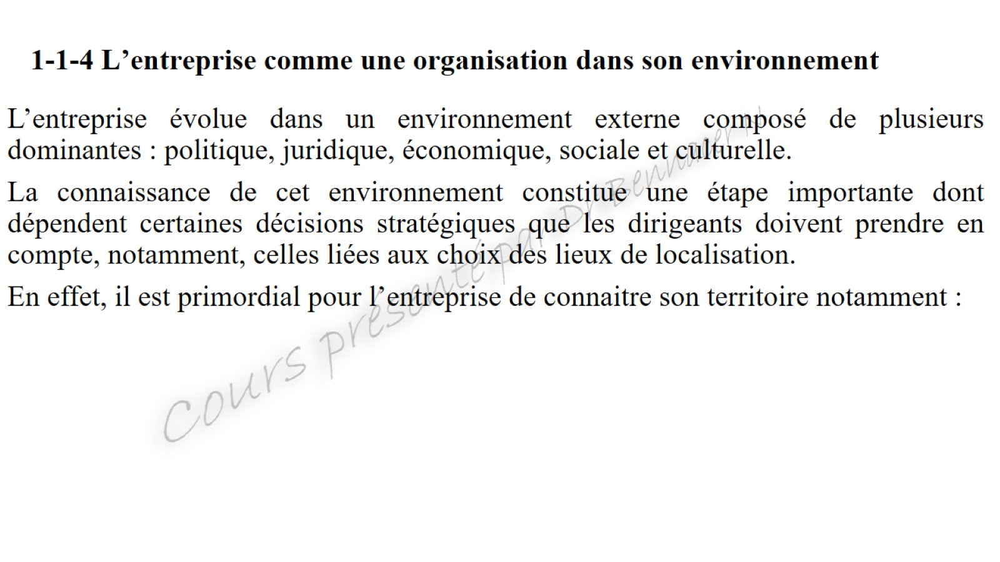 1-1-4 L’entreprise comme une organisation dans son environnement
L’entreprise évolue dans un environnement externe composé de plusieurs
dominantes : politique, juridique, économique, sociale et culturelle.
La connaissance de cet environnement constitue une étape importante dont
dépendent certaines décisions stratégiques que les dirigeants doivent prendre en
compte, notamment, celles liées aux choix des lieux de localisation.
En effet, il est primordial pour l’entreprise de connaitre son territoire notamment :
Cours présenté par Dr Bennacer N